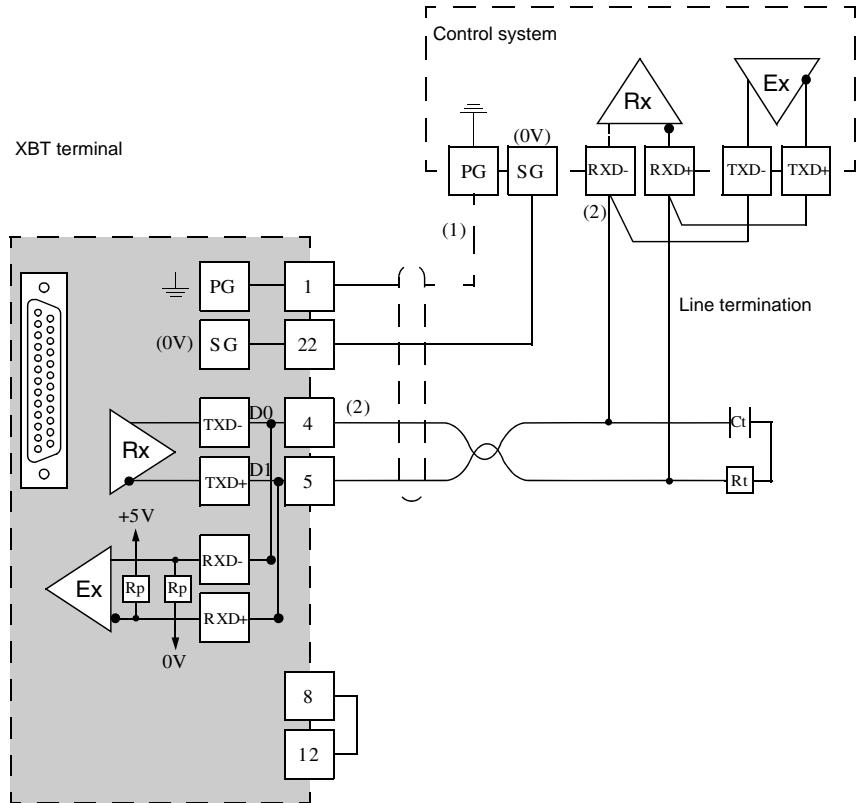 Control system
Rx
Ex
(0V)
PG
SG
RXD-
RXD+
TXD-
TXD+
XBT terminal
(1)
(2)
PG
1
Line termination
(0V)
SG
22
TXD-
D0
4
(2)
Ct
Rx
TXD+
D1
5
Rt
+5V
RXD-
Ex
Rp
Rp
RXD+
0V
8
12